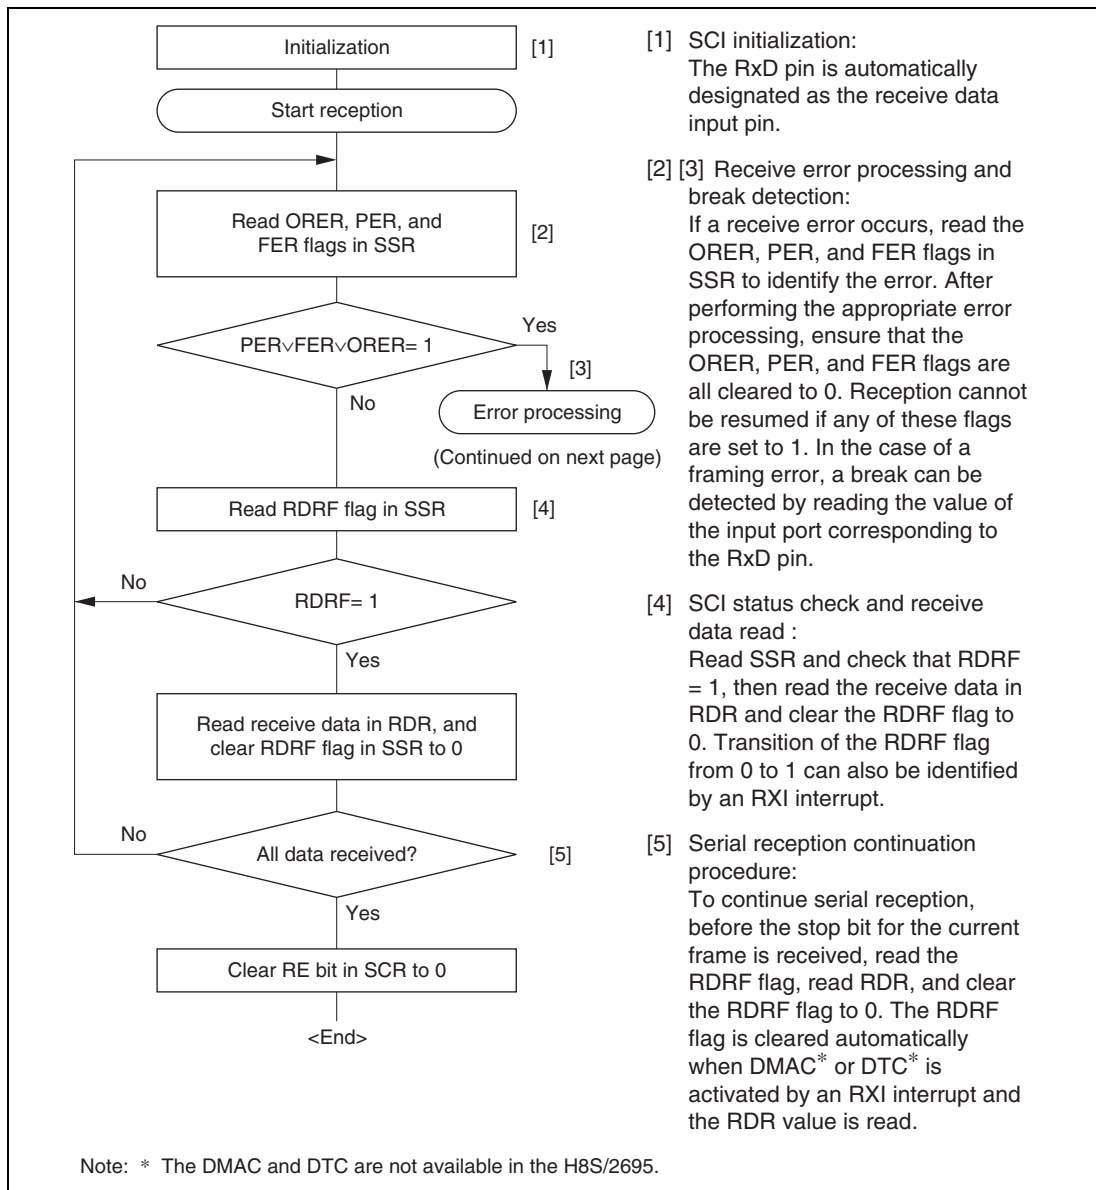 Initialization
[1]
Start reception
Read ORER, PER, and
FER flags in SSR
[2]
PER∨FER∨ORER= 1
Yes
[3]
No
Error processing
(Continued on next page)
Read RDRF flag in SSR
[4]
No
RDRF= 1
Yes
Read receive data in RDR, and
clear RDRF flag in SSR to 0
No
All data received?
[5]
Yes
Clear RE bit in SCR to 0
<End>
[1] SCI initialization:
The RxD pin is automatically
designated as the receive data
input pin.
[2] [3] Receive error processing and
break detection:
If a receive error occurs, read the
ORER, PER, and FER flags in
SSR to identify the error. After
performing the appropriate error
processing, ensure that the
ORER, PER, and FER flags are
all cleared to 0. Reception cannot
be resumed if any of these flags
are set to 1. In the case of a
framing error, a break can be
detected by reading the value of
the input port corresponding to
the RxD pin.
[4] SCI status check and receive
data read :
Read SSR and check that RDRF
= 1, then read the receive data in
RDR and clear the RDRF flag to
0. Transition of the RDRF flag
from 0 to 1 can also be identified
by an RXI interrupt.
[5] Serial reception continuation
procedure:
To continue serial reception,
before the stop bit for the current
frame is received, read the
RDRF flag, read RDR, and clear
the RDRF flag to 0. The RDRF
flag is cleared automatically
when DMAC* or DTC* is
activated by an RXI interrupt and
the RDR value is read.
Note: * The DMAC and DTC are not available in the H8S/2695.